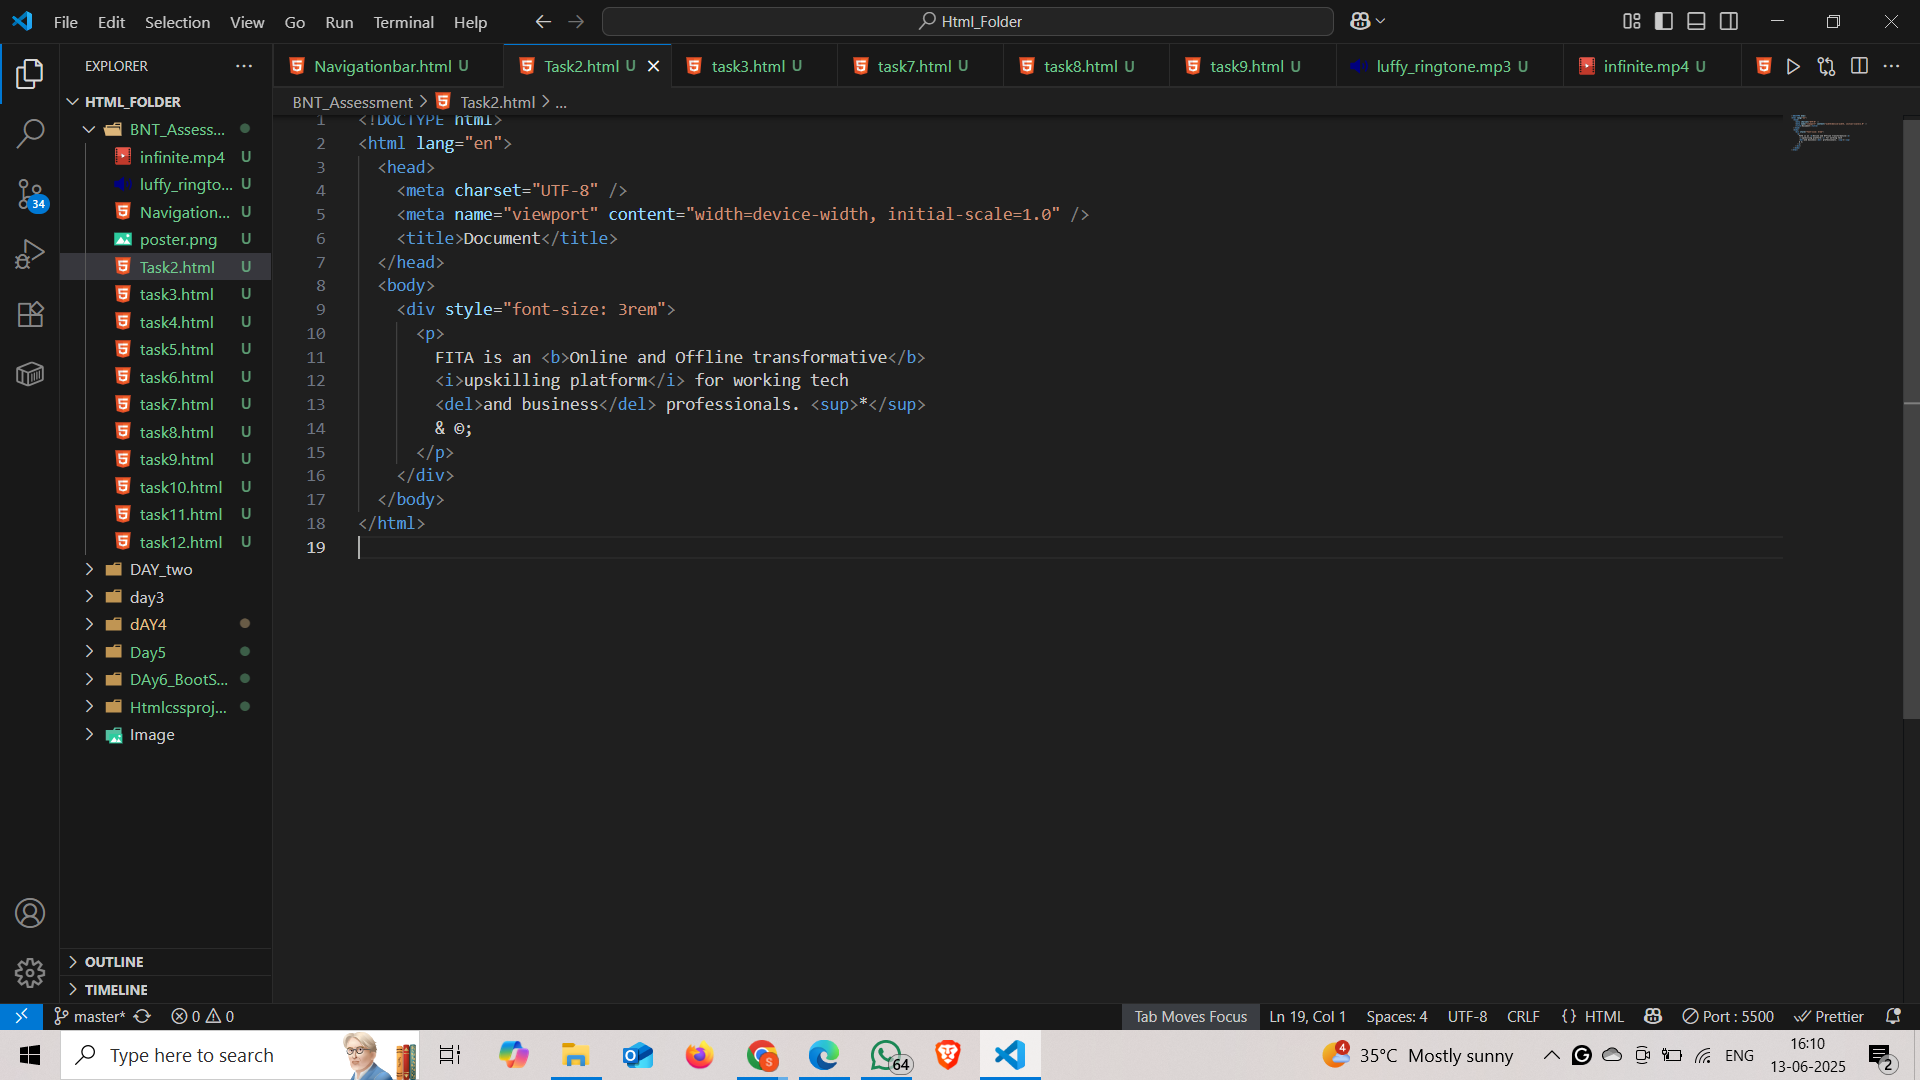 File Edit Selection View Go Run Terminal Help
Html_Folder
EXPLORER
Navigationbar.html U
Task2.html U
task3.html U
task7.html U
task8.html U
task9.html U
luffy_ringtone.mp3 U
infinite.mp4 U
HTML_FOLDER
BNT_Assess...
infinite.mp4 U
luffy_ringto... U
Navigation... U
poster.png U
Task2.html U
task3.html U
task4.html U
task5.html U
task6.html U
task7.html U
task8.html U
task9.html U
task10.html U
task11.html U
task12.html U
DAY_two
day3
dAY4
Day5
DAy6_BootS...
Htmlcssproj...
Image
OUTLINE
TIMELINE
34
BNT_Assessment > Task2.html > ...
1 <!DOCTYPE html>
2 <html lang="en">
3 <head>
4 <meta charset="UTF-8" />
5 <meta name="viewport" content="width=device-width, initial-scale=1.0" />
6 <title>Document</title>
7 </head>
8 <body>
9 <div style="font-size: 3rem">
10 <p>
11 FITA is an <b>Online and Offline transformative</b>
12 <i>upskilling platform</i> for working tech
13 <del>and business</del> professionals. <sup>*</sup>
14 & ©;
15 </p>
16 </div>
17 </body>
18 </html>
19
master* 0 0
Tab Moves Focus Ln 19, Col 1 Spaces: 4 UTF-8 CRLF {} HTML Port : 5500 Prettier
Type here to search
64
4
35°C Mostly sunny
ENG
16:10
13-06-2025
2